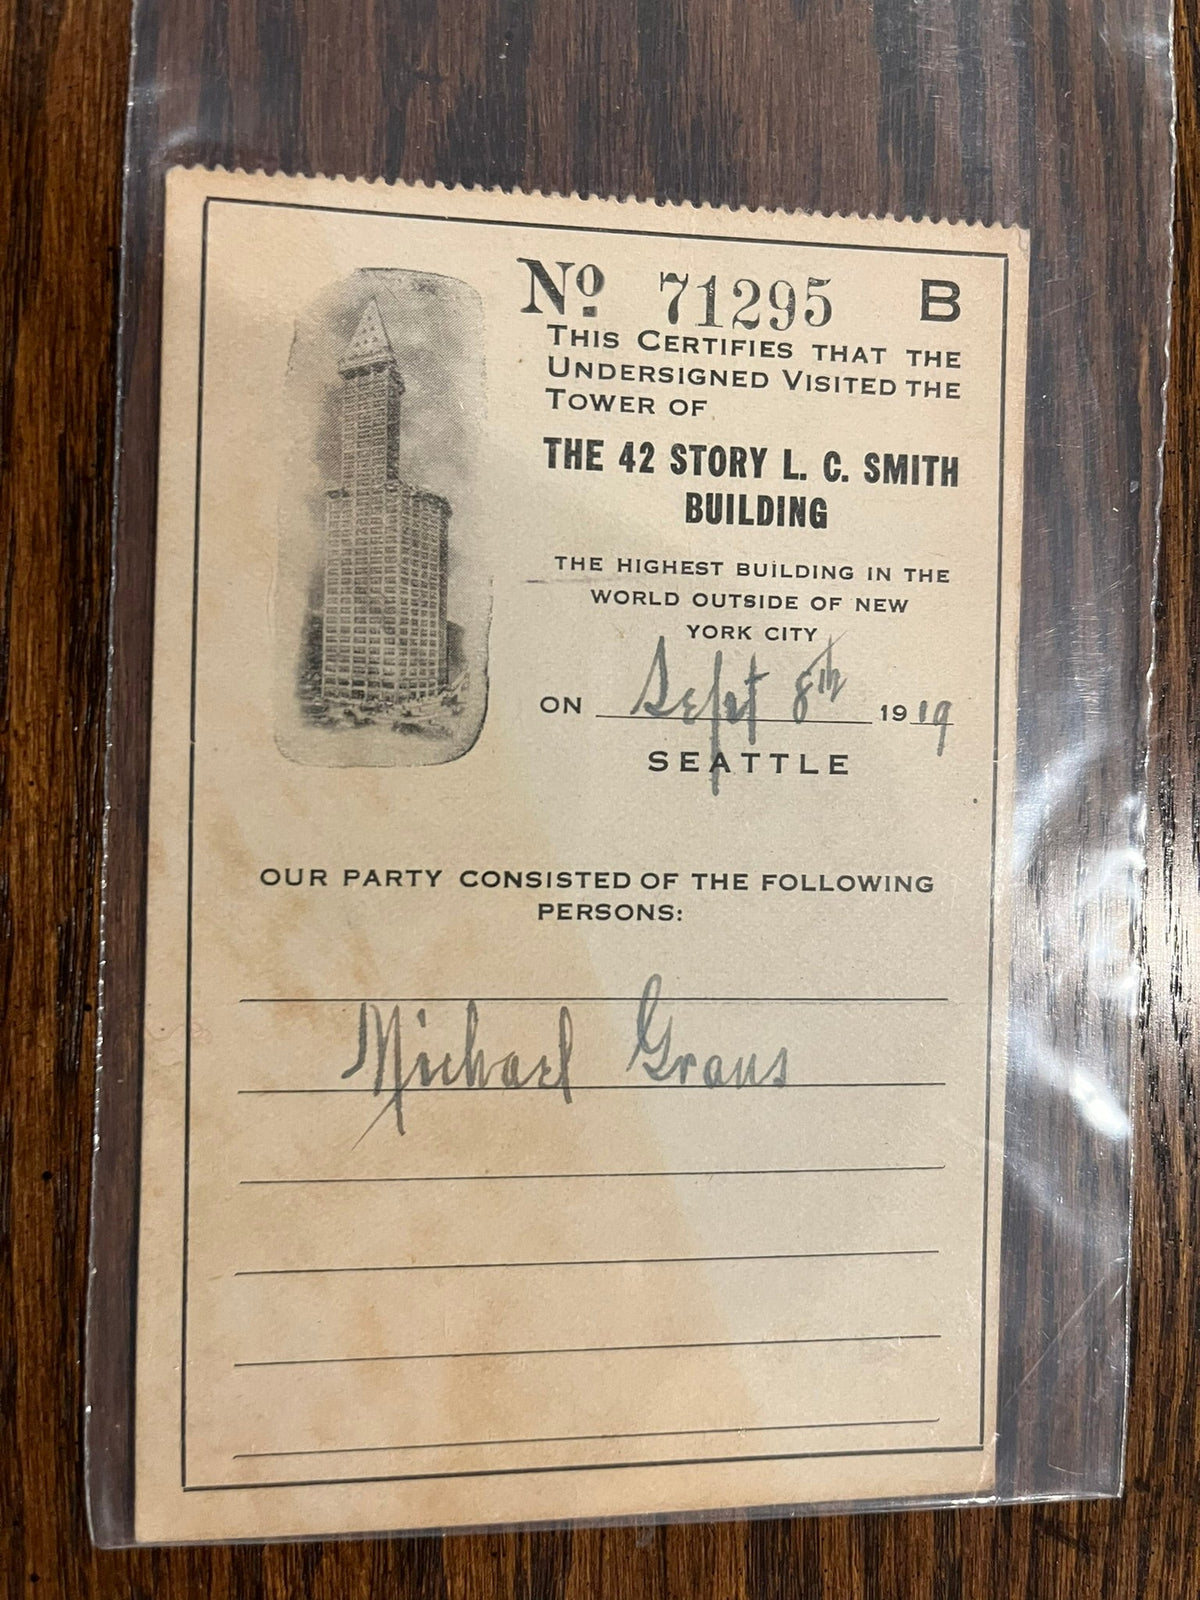 No 71295 B
THIS CERTIFIES THAT THE
UNDERSIGNED VISITED THE
TOWER OF
THE 42 STORY L. C. SMITH
BUILDING
THE HIGHEST BUILDING IN THE
WORLD OUTSIDE OF NEW
YORK CITY
ON Sept 8th 1919
SEATTLE
OUR PARTY CONSISTED OF THE FOLLOWING
PERSONS:
Michael Graus